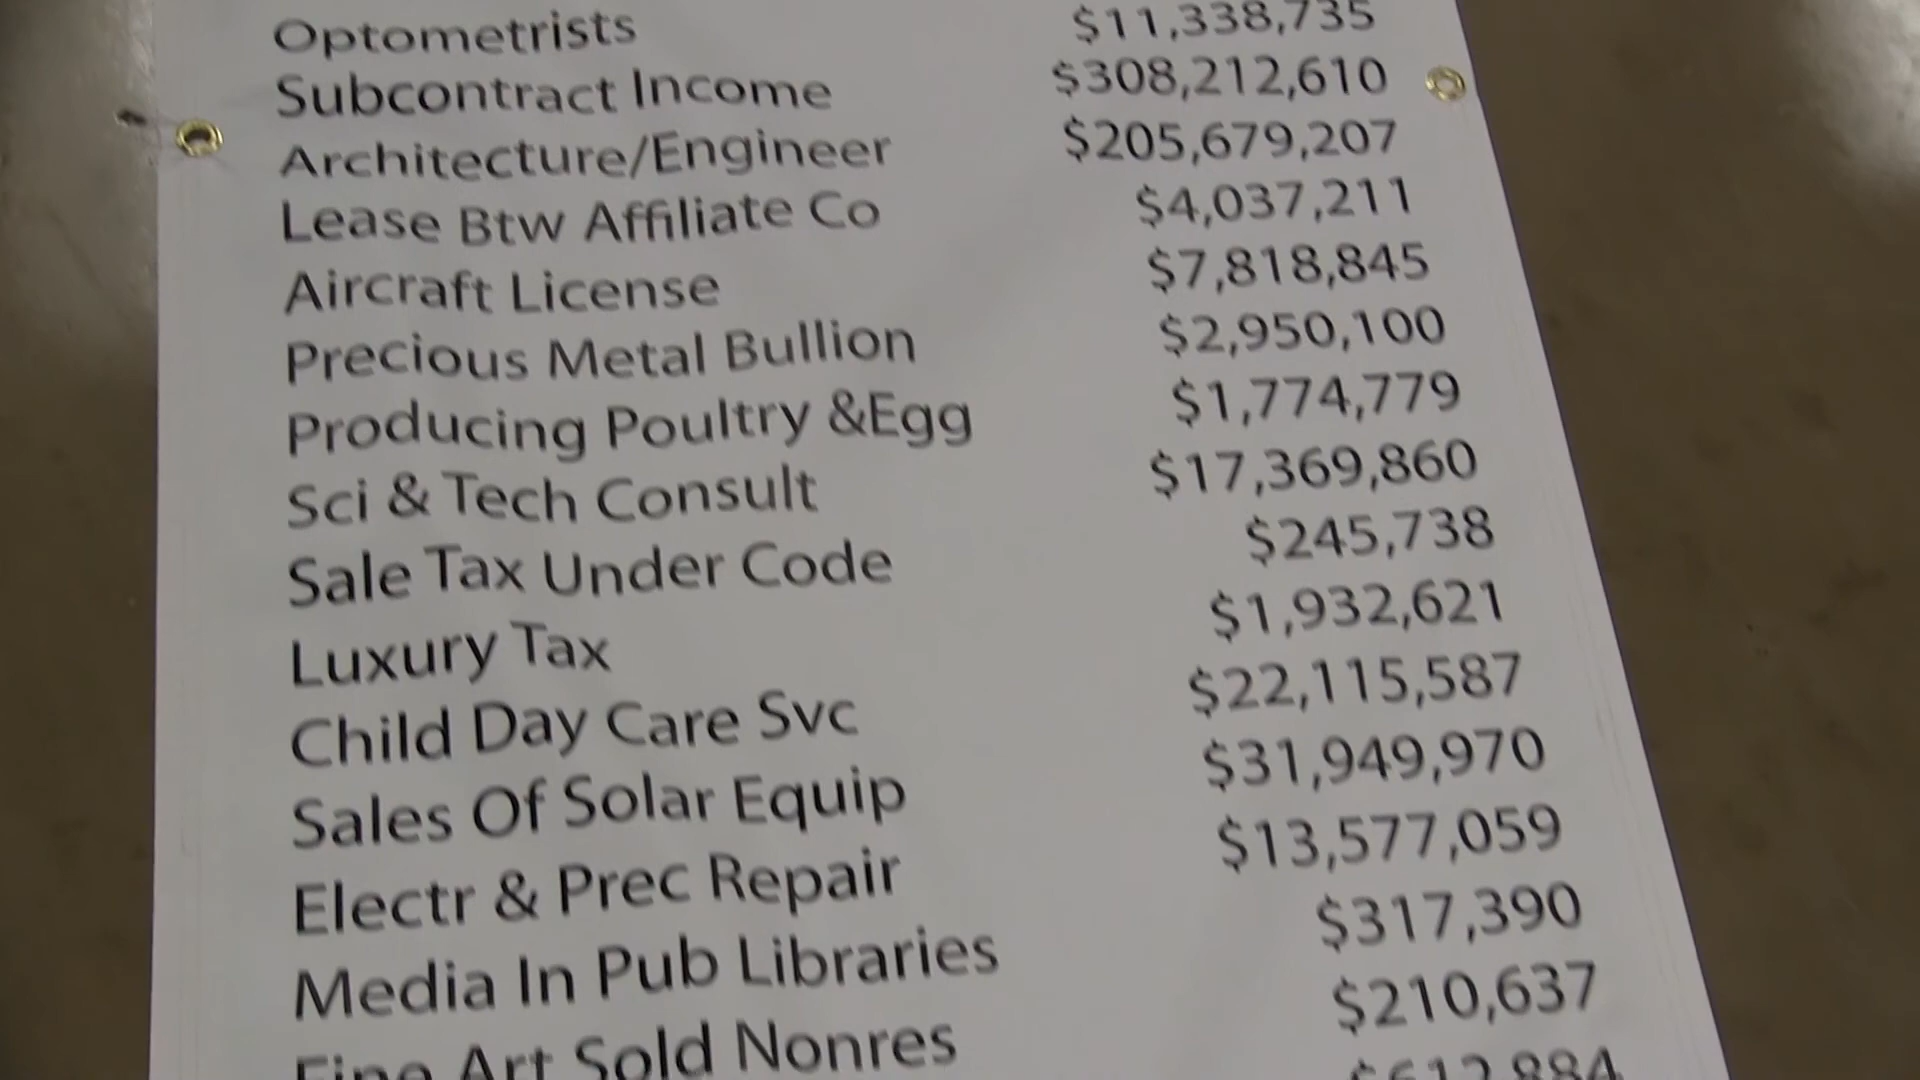 Optometrists $11,338,735
Subcontract Income $308,212,610
Architecture/Engineer $205,679,207
Lease Btw Affiliate Co $4,037,211
Aircraft License $7,818,845
Precious Metal Bullion $2,950,100
Producing Poultry &Egg $1,774,779
Sci & Tech Consult $17,369,860
Sale Tax Under Code $245,738
Luxury Tax $1,932,621
Child Day Care Svc $22,115,587
Sales Of Solar Equip $31,949,970
Electr & Prec Repair $13,577,059
Media In Pub Libraries $317,390
Fine Art Sold Nonres $210,637